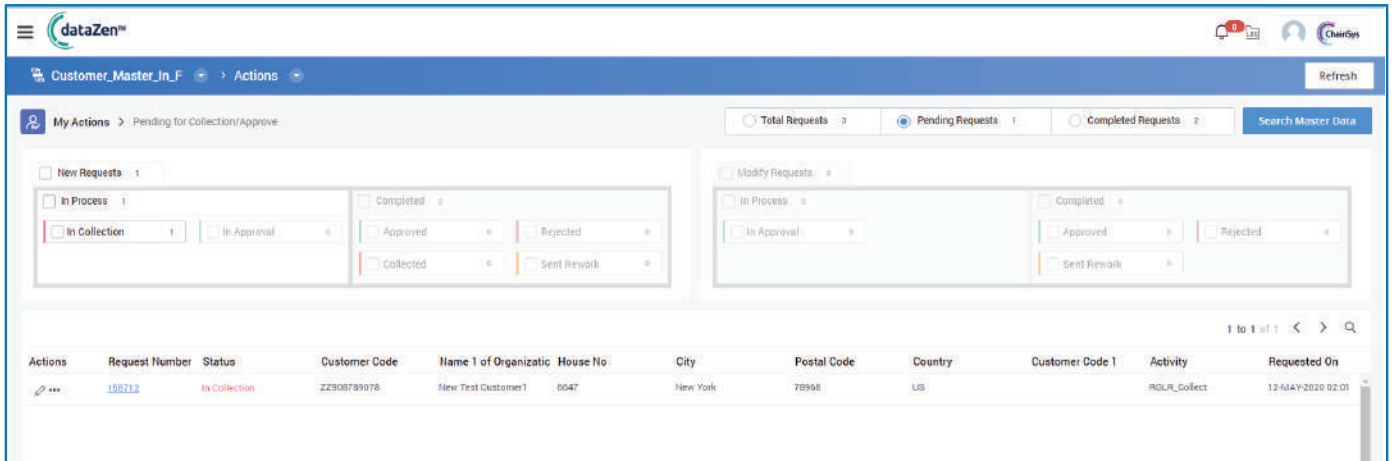 dataZen™
0
LOG
ChainSys
Customer_Master_In_F > Actions
Refresh
My Actions > Pending for Collection/Approve
Total Requests 3
Pending Requests 1
Completed Requests 2
Search Master Data
New Requests 1
Modify Requests 0
In Process 1
Completed 0
In Process 0
Completed 0
In Collection 1
In Approval 0
Approved 0
Rejected 0
In Approval 0
Approved 0
Rejected 0
Collected 0
Sent Rework 0
Sent Rework 0
1 to 1 of 1
Actions Request Number Status Customer Code Name 1 of Organizatic House No City Postal Code Country Customer Code 1 Activity Requested On
156712 In Collection ZZ908789078 New Test Customer1 6647 New York 78968 US RGLR_Collect 12-MAY-2020 02:01